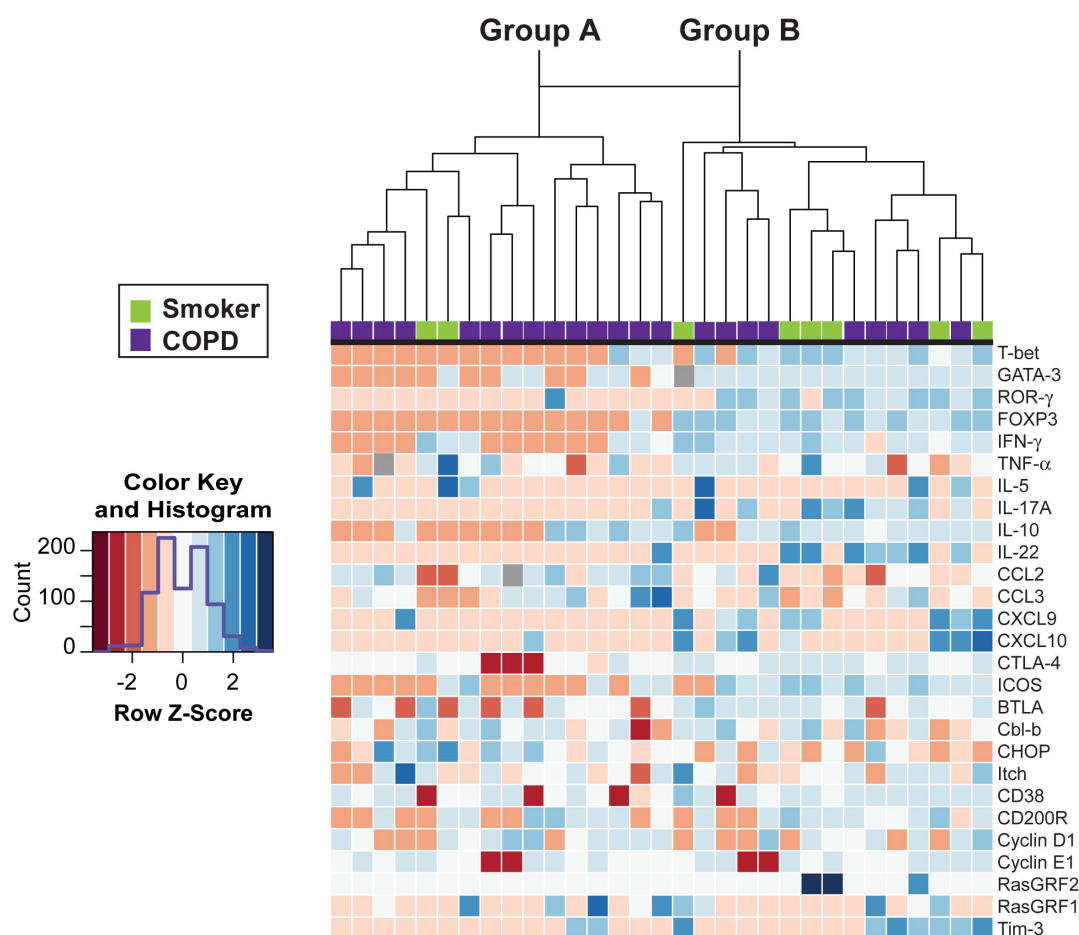 Group A Group B
Smoker
COPD
T-bet
GATA-3
ROR-γ
FOXP3
IFN-γ
TNF-α
IL-5
IL-17A
IL-10
IL-22
CCL2
CCL3
CXCL9
CXCL10
CTLA-4
ICOS
BTLA
Cbl-b
CHOP
Itch
CD38
CD200R
Cyclin D1
Cyclin E1
RasGRF2
RasGRF1
Tim-3
Color Key
and Histogram
Count
200
100
0
-2 0 2
Row Z-Score